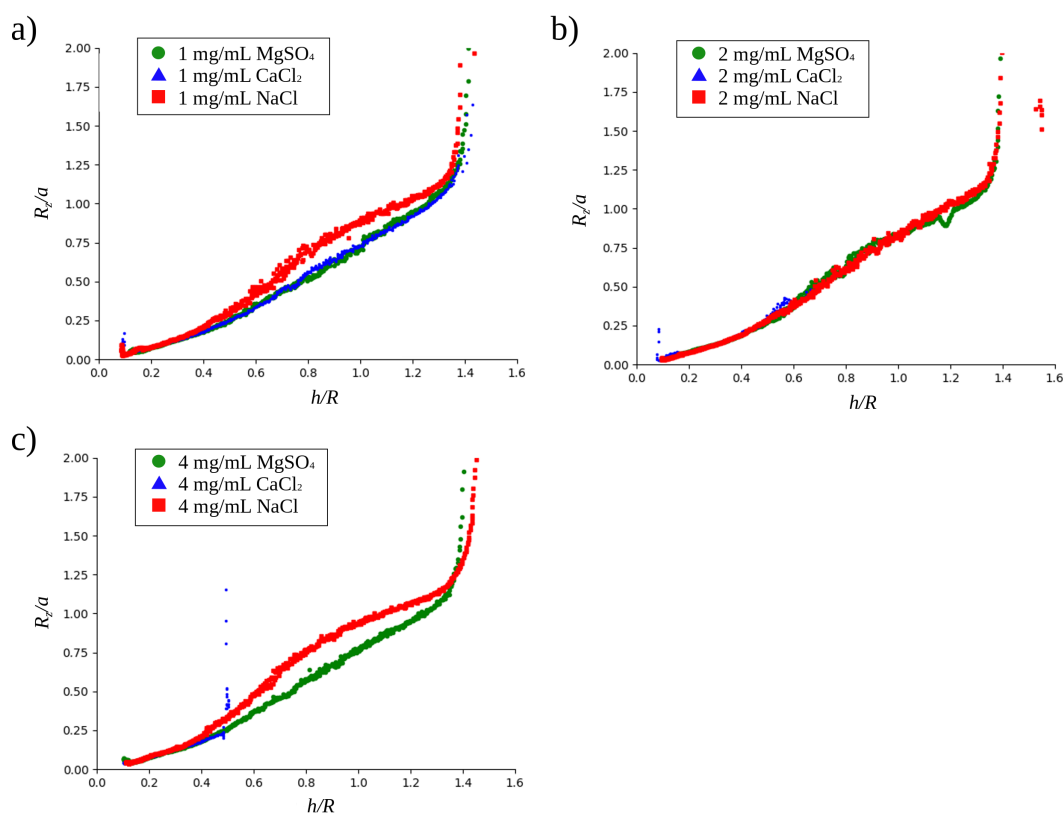 a)
1 mg/mL MgSO₄
1 mg/mL CaCl₂
1 mg/mL NaCl
2.00
1.75
1.50
1.25
1.00
0.75
0.50
0.25
0.00
R_z/a
0.0 0.2 0.4 0.6 0.8 1.0 1.2 1.4 1.6
h/R
b)
2 mg/mL MgSO₄
2 mg/mL CaCl₂
2 mg/mL NaCl
2.00
1.75
1.50
1.25
1.00
0.75
0.50
0.25
0.00
R_z/a
0.0 0.2 0.4 0.6 0.8 1.0 1.2 1.4 1.6
h/R
c)
4 mg/mL MgSO₄
4 mg/mL CaCl₂
4 mg/mL NaCl
2.00
1.75
1.50
1.25
1.00
0.75
0.50
0.25
0.00
R_z/a
0.0 0.2 0.4 0.6 0.8 1.0 1.2 1.4 1.6
h/R